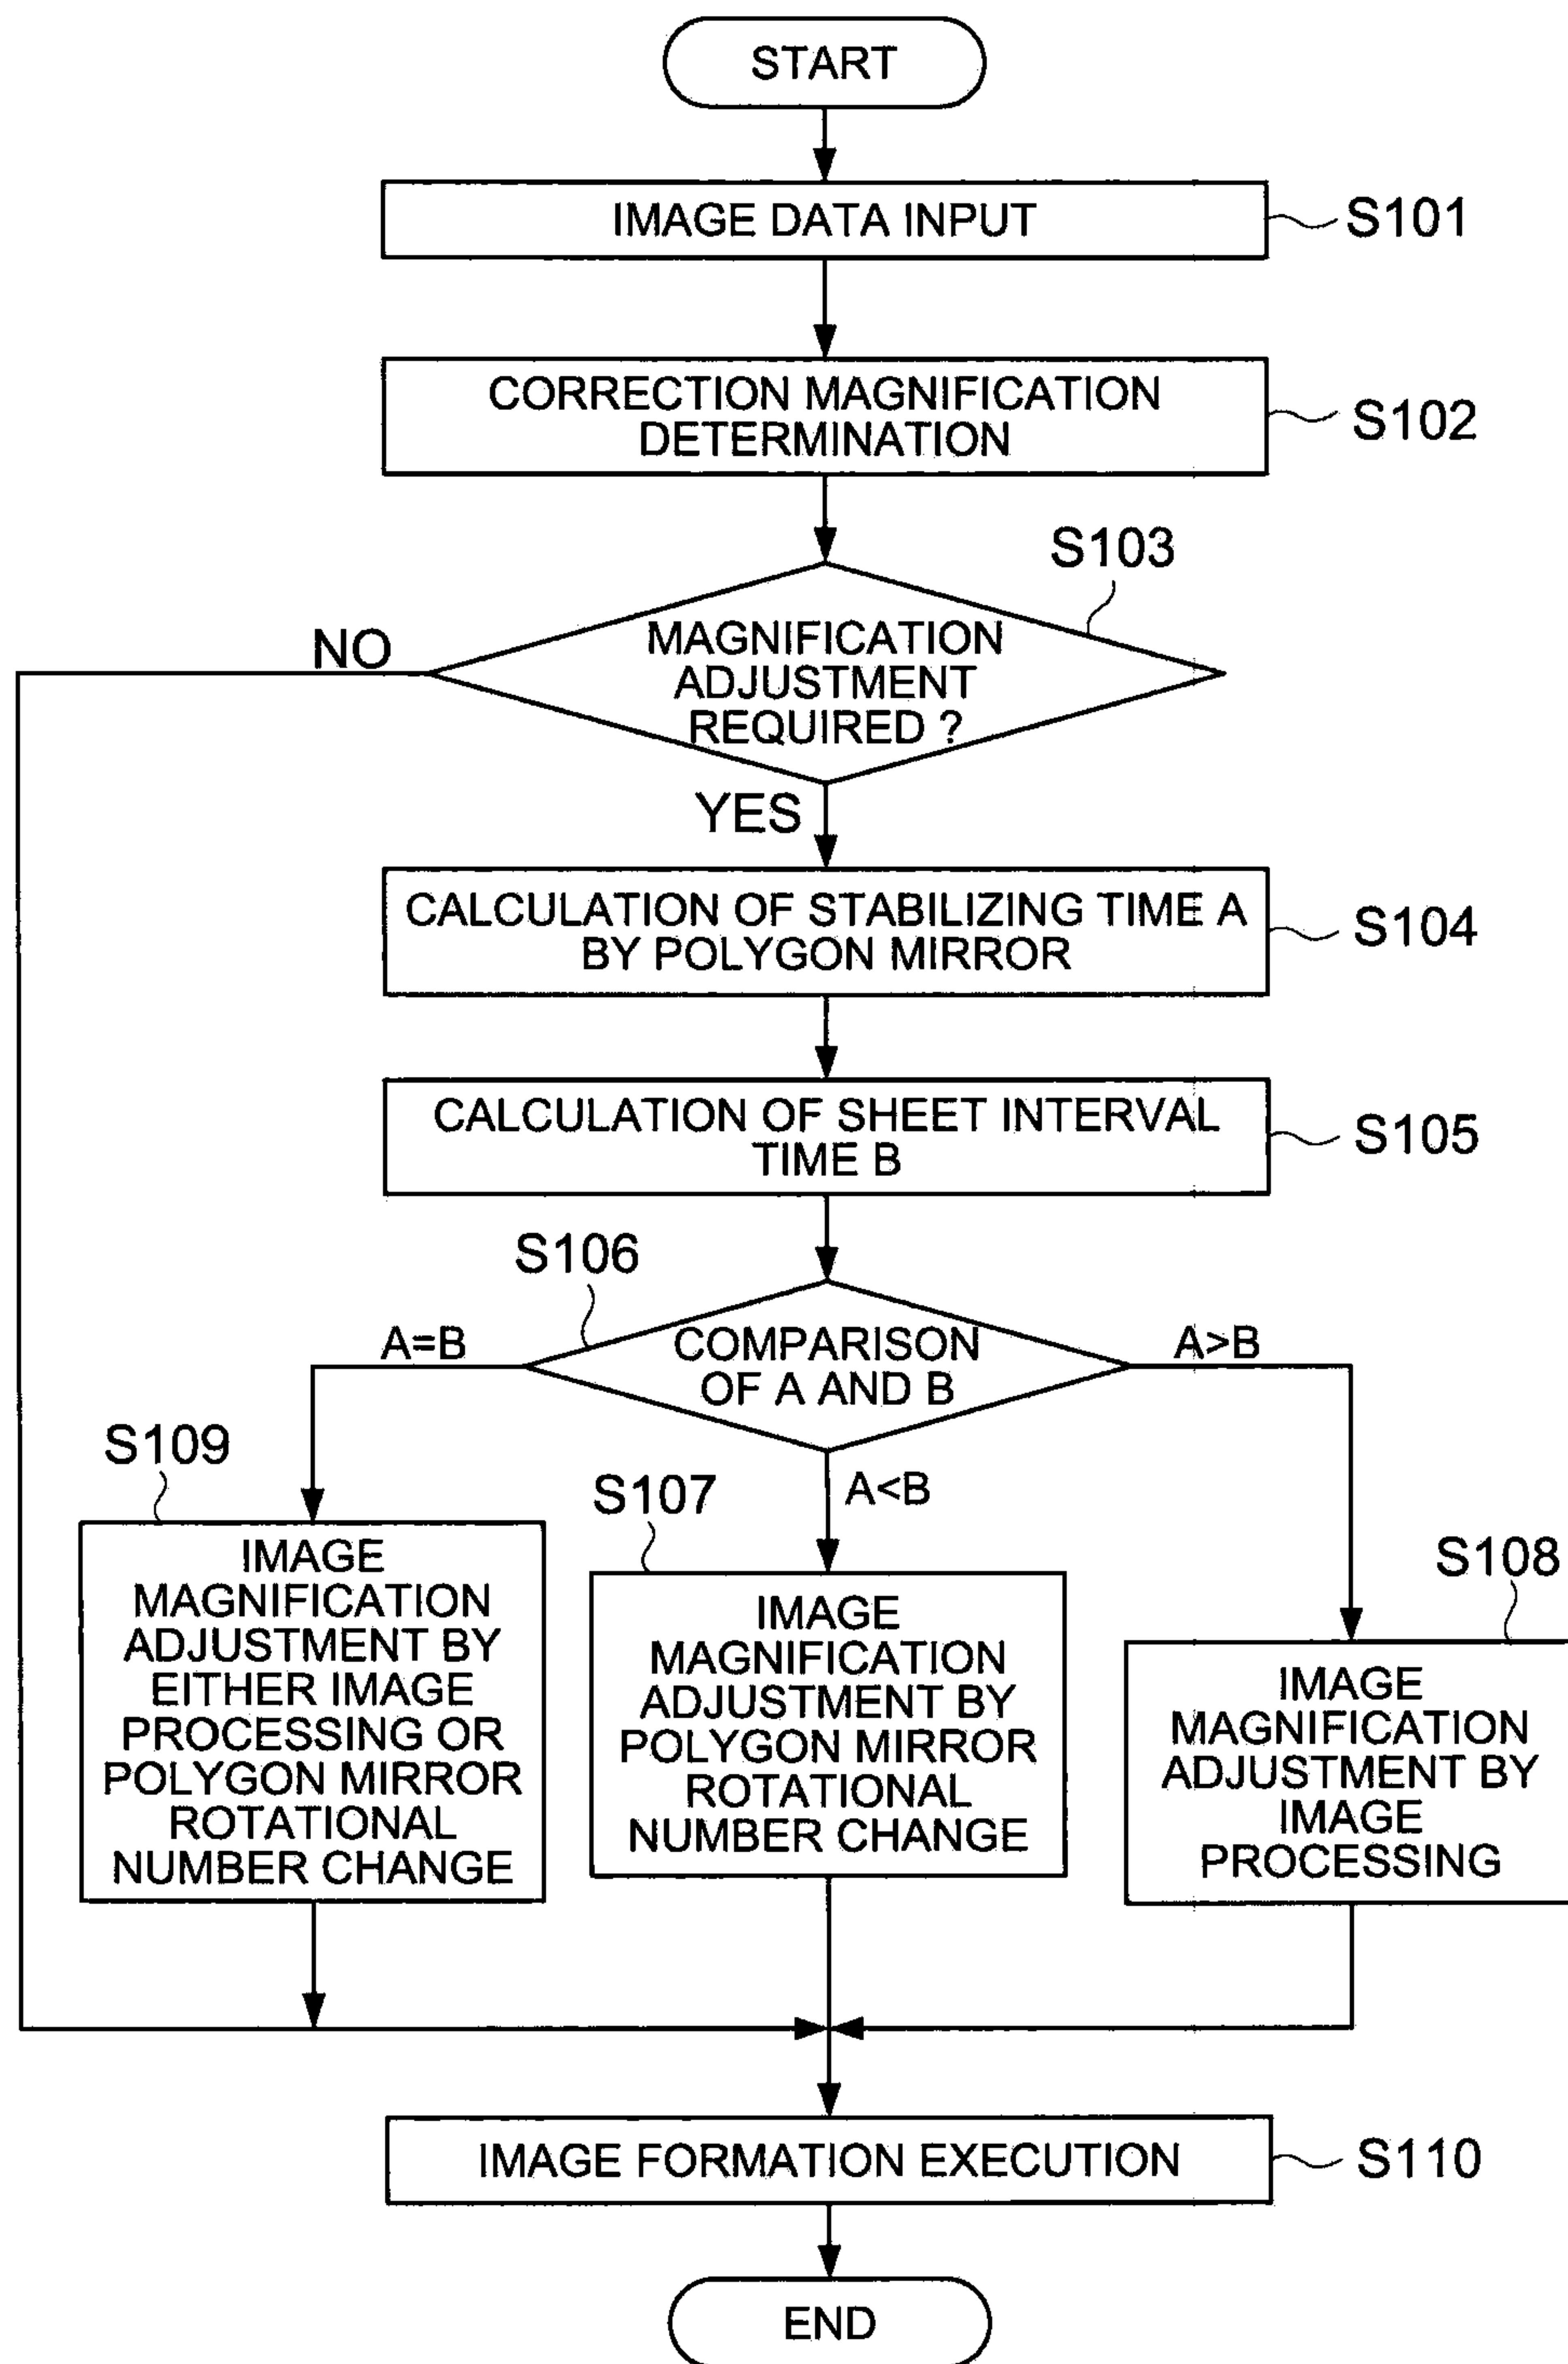 START
IMAGE DATA INPUT
S101
CORRECTION MAGNIFICATION
DETERMINATION
S102
S103
MAGNIFICATION
ADJUSTMENT
REQUIRED ?
NO
YES
CALCULATION OF STABILIZING TIME A
BY POLYGON MIRROR
S104
CALCULATION OF SHEET INTERVAL
TIME B
S105
S106
COMPARISON
OF A AND B
A=B
A>B
A<B
S109
IMAGE
MAGNIFICATION
ADJUSTMENT BY
EITHER IMAGE
PROCESSING OR
POLYGON MIRROR
ROTATIONAL
NUMBER CHANGE
S107
IMAGE
MAGNIFICATION
ADJUSTMENT BY
POLYGON MIRROR
ROTATIONAL
NUMBER CHANGE
S108
IMAGE
MAGNIFICATION
ADJUSTMENT BY
IMAGE
PROCESSING
IMAGE FORMATION EXECUTION
S110
END